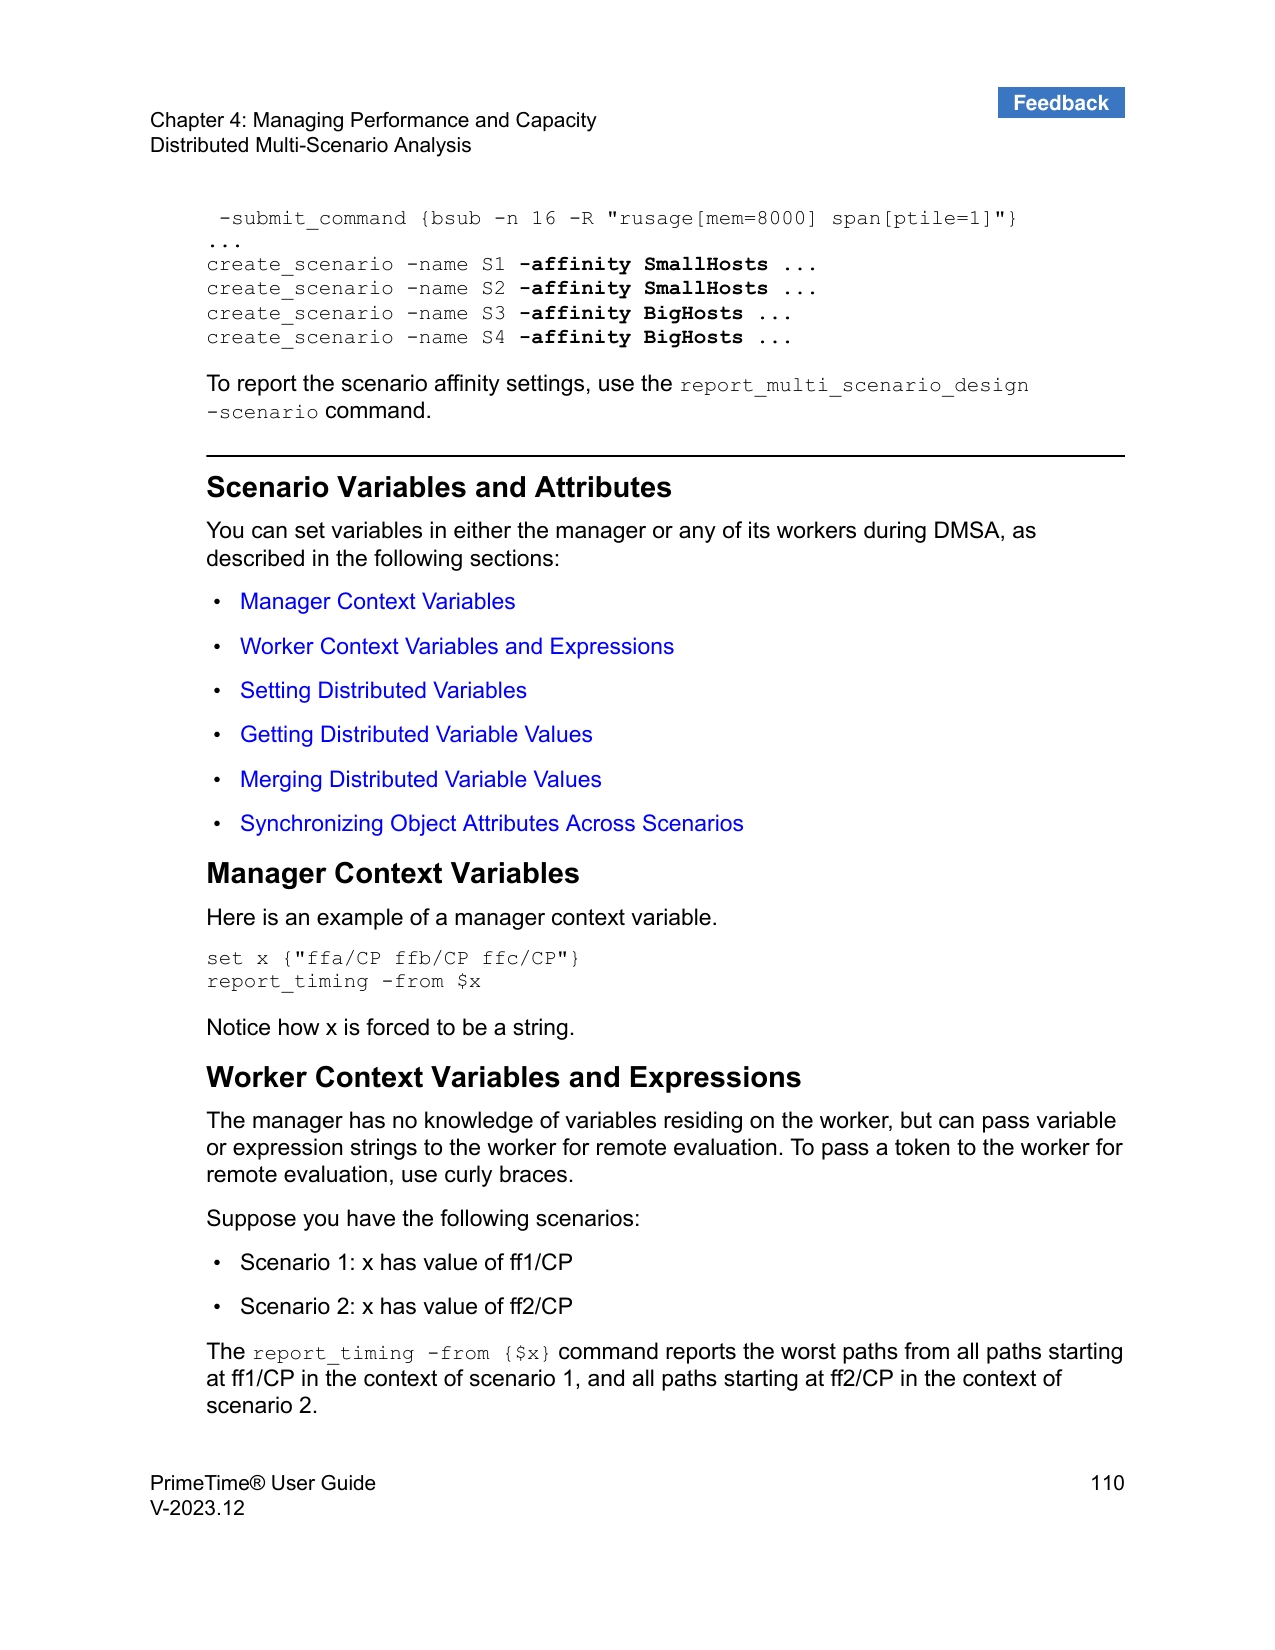 Feedback
Chapter 4: Managing Performance and Capacity
Distributed Multi-Scenario Analysis
-submit_command {bsub -n 16 -R "rusage[mem=8000] span[ptile=1]"}
...
create_scenario -name S1 -affinity SmallHosts ...
create_scenario -name S2 -affinity SmallHosts ...
create_scenario -name S3 -affinity BigHosts ...
create_scenario -name S4 -affinity BigHosts ...
To report the scenario affinity settings, use the report_multi_scenario_design
-scenario command.
Scenario Variables and Attributes
You can set variables in either the manager or any of its workers during DMSA, as
described in the following sections:
• Manager Context Variables
• Worker Context Variables and Expressions
• Setting Distributed Variables
• Getting Distributed Variable Values
• Merging Distributed Variable Values
• Synchronizing Object Attributes Across Scenarios
Manager Context Variables
Here is an example of a manager context variable.
set x {"ffa/CP ffb/CP ffc/CP"}
report_timing -from $x
Notice how x is forced to be a string.
Worker Context Variables and Expressions
The manager has no knowledge of variables residing on the worker, but can pass variable
or expression strings to the worker for remote evaluation. To pass a token to the worker for
remote evaluation, use curly braces.
Suppose you have the following scenarios:
• Scenario 1: x has value of ff1/CP
• Scenario 2: x has value of ff2/CP
The report_timing -from {$x} command reports the worst paths from all paths starting
at ff1/CP in the context of scenario 1, and all paths starting at ff2/CP in the context of
scenario 2.
PrimeTime® User Guide 110
V-2023.12